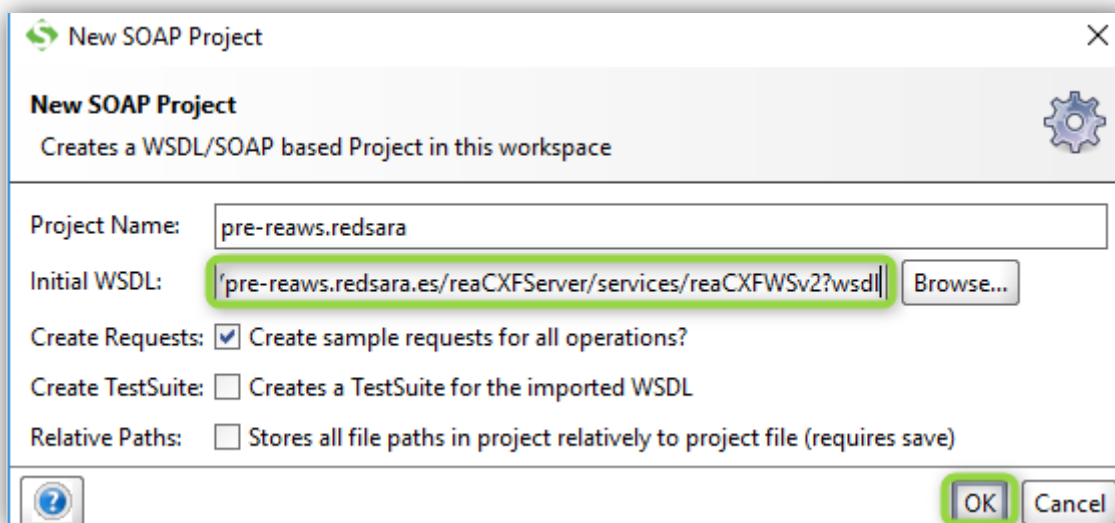 New SOAP Project
New SOAP Project
Creates a WSDL/SOAP based Project in this workspace
Project Name: pre-reaws.redsara
Initial WSDL: pre-reaws.redsara.es/reaCXFServer/services/reaCXFWSv2?wsdl Browse...
Create Requests: Create sample requests for all operations?
Create TestSuite: Creates a TestSuite for the imported WSDL
Relative Paths: Stores all file paths in project relatively to project file (requires save)
? OK Cancel